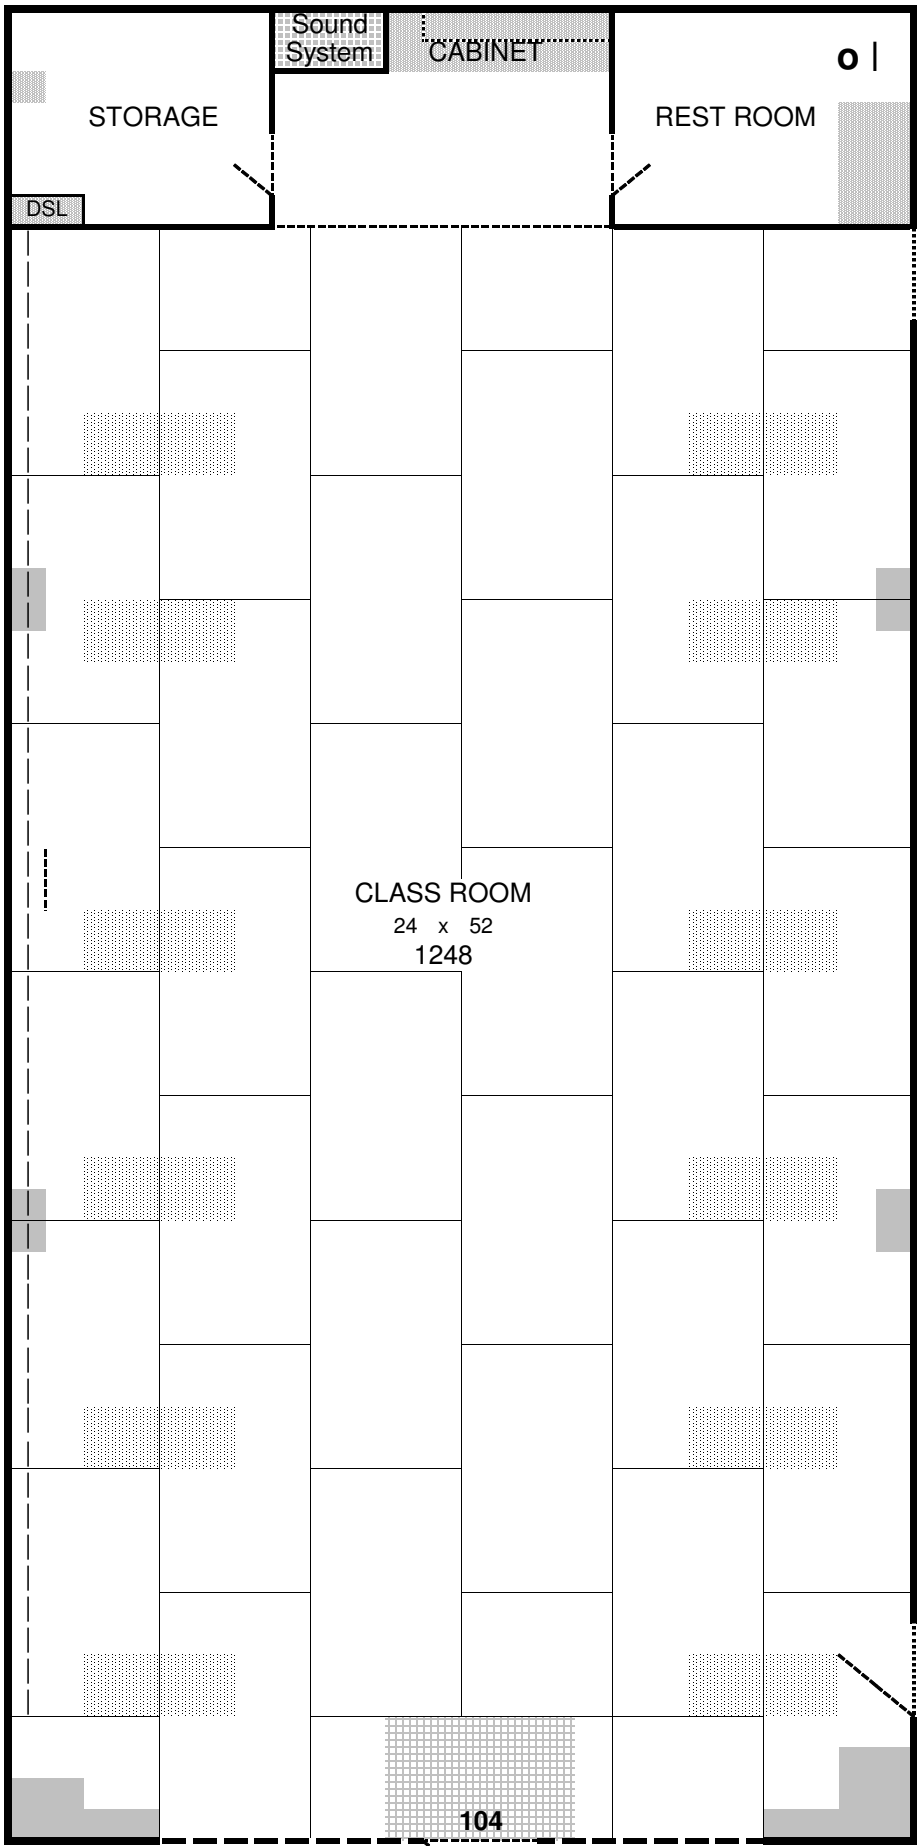 Sound
System
CABINET
O |
STORAGE
REST ROOM
DSL
CLASS ROOM
24 x 52
1248
104